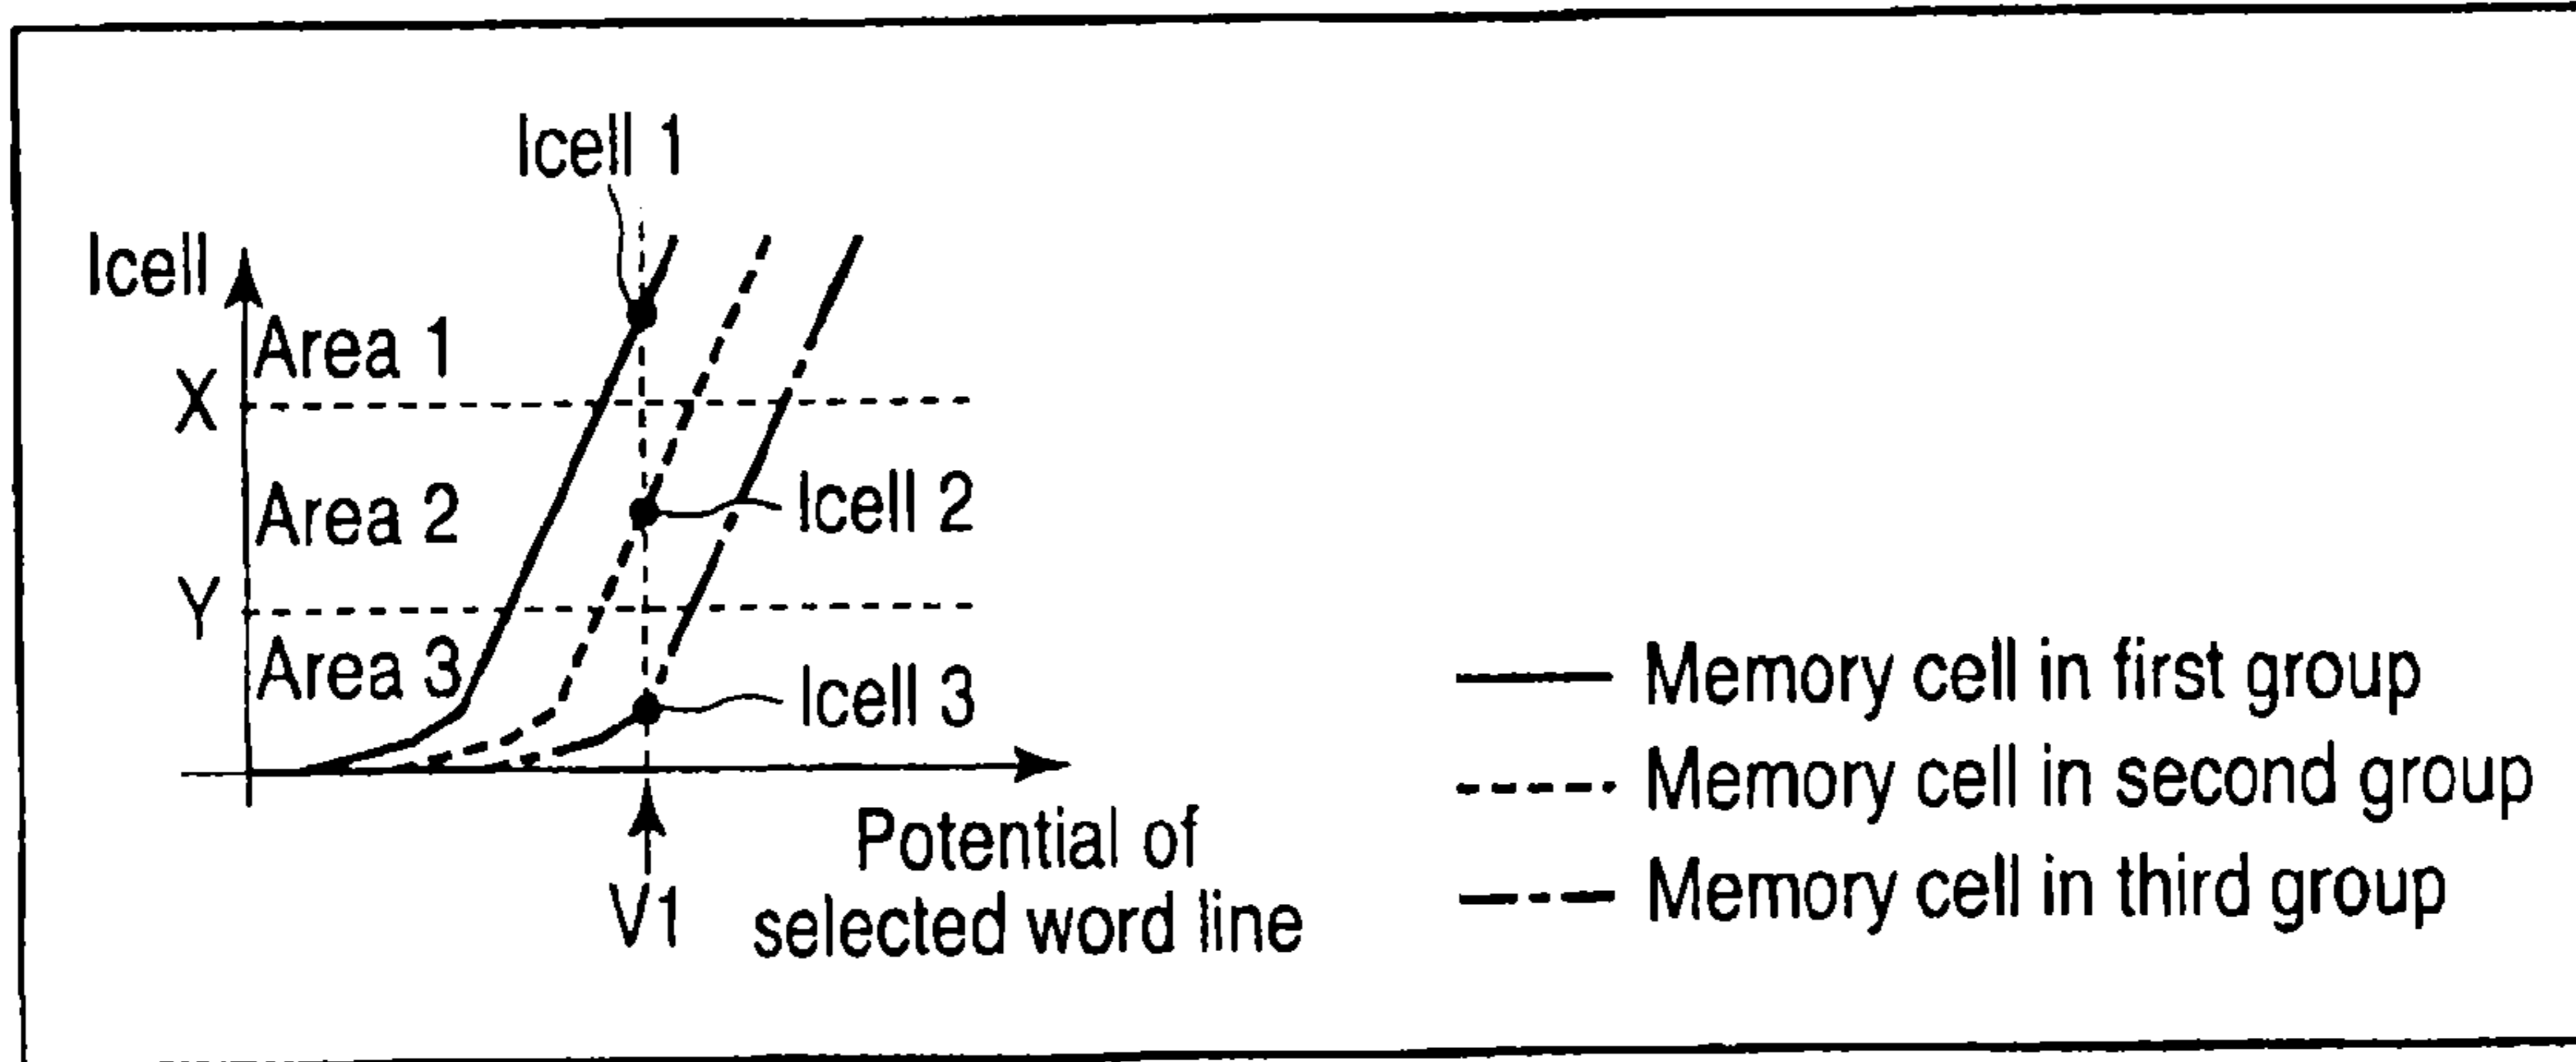 Icell 1
Icell
Area 1
X
Area 2
Icell 2
Y
Area 3
Icell 3
V1
Potential of
selected word line
Memory cell in first group
Memory cell in second group
Memory cell in third group